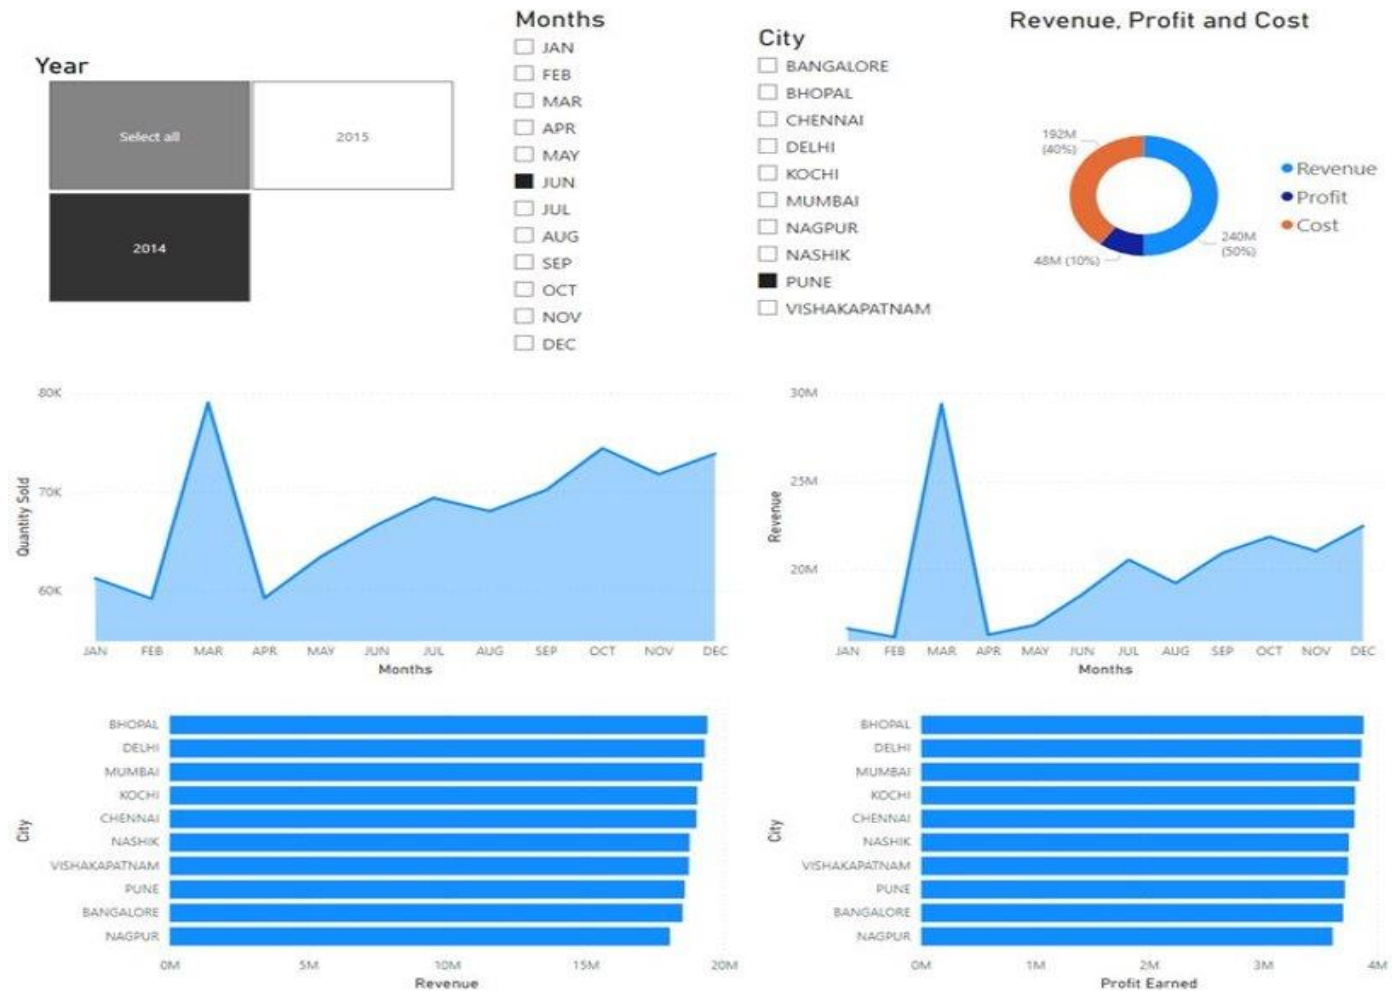 Year
Select all
2015
2014
Months
JAN
FEB
MAR
APR
MAY
JUN
JUL
AUG
SEP
OCT
NOV
DEC
City
BANGALORE
BHOPAL
CHENNAI
DELHI
KOCHI
MUMBAI
NAGPUR
NASHIK
PUNE
VISHAKAPATNAM
Revenue, Profit and Cost
192M
(40%)
240M
(50%)
48M (10%)
Revenue
Profit
Cost
80K
70K
60K
Quantity Sold
JAN FEB MAR APR MAY JUN JUL AUG SEP OCT NOV DEC
Months
30M
25M
20M
Revenue
JAN FEB MAR APR MAY JUN JUL AUG SEP OCT NOV DEC
Months
City
BHOPAL
DELHI
MUMBAI
KOCHI
CHENNAI
NASHIK
VISHAKAPATNAM
PUNE
BANGALORE
NAGPUR
0M 5M 10M 15M 20M
Revenue
City
BHOPAL
DELHI
MUMBAI
KOCHI
CHENNAI
NASHIK
VISHAKAPATNAM
PUNE
BANGALORE
NAGPUR
0M 1M 2M 3M 4M
Profit Earned